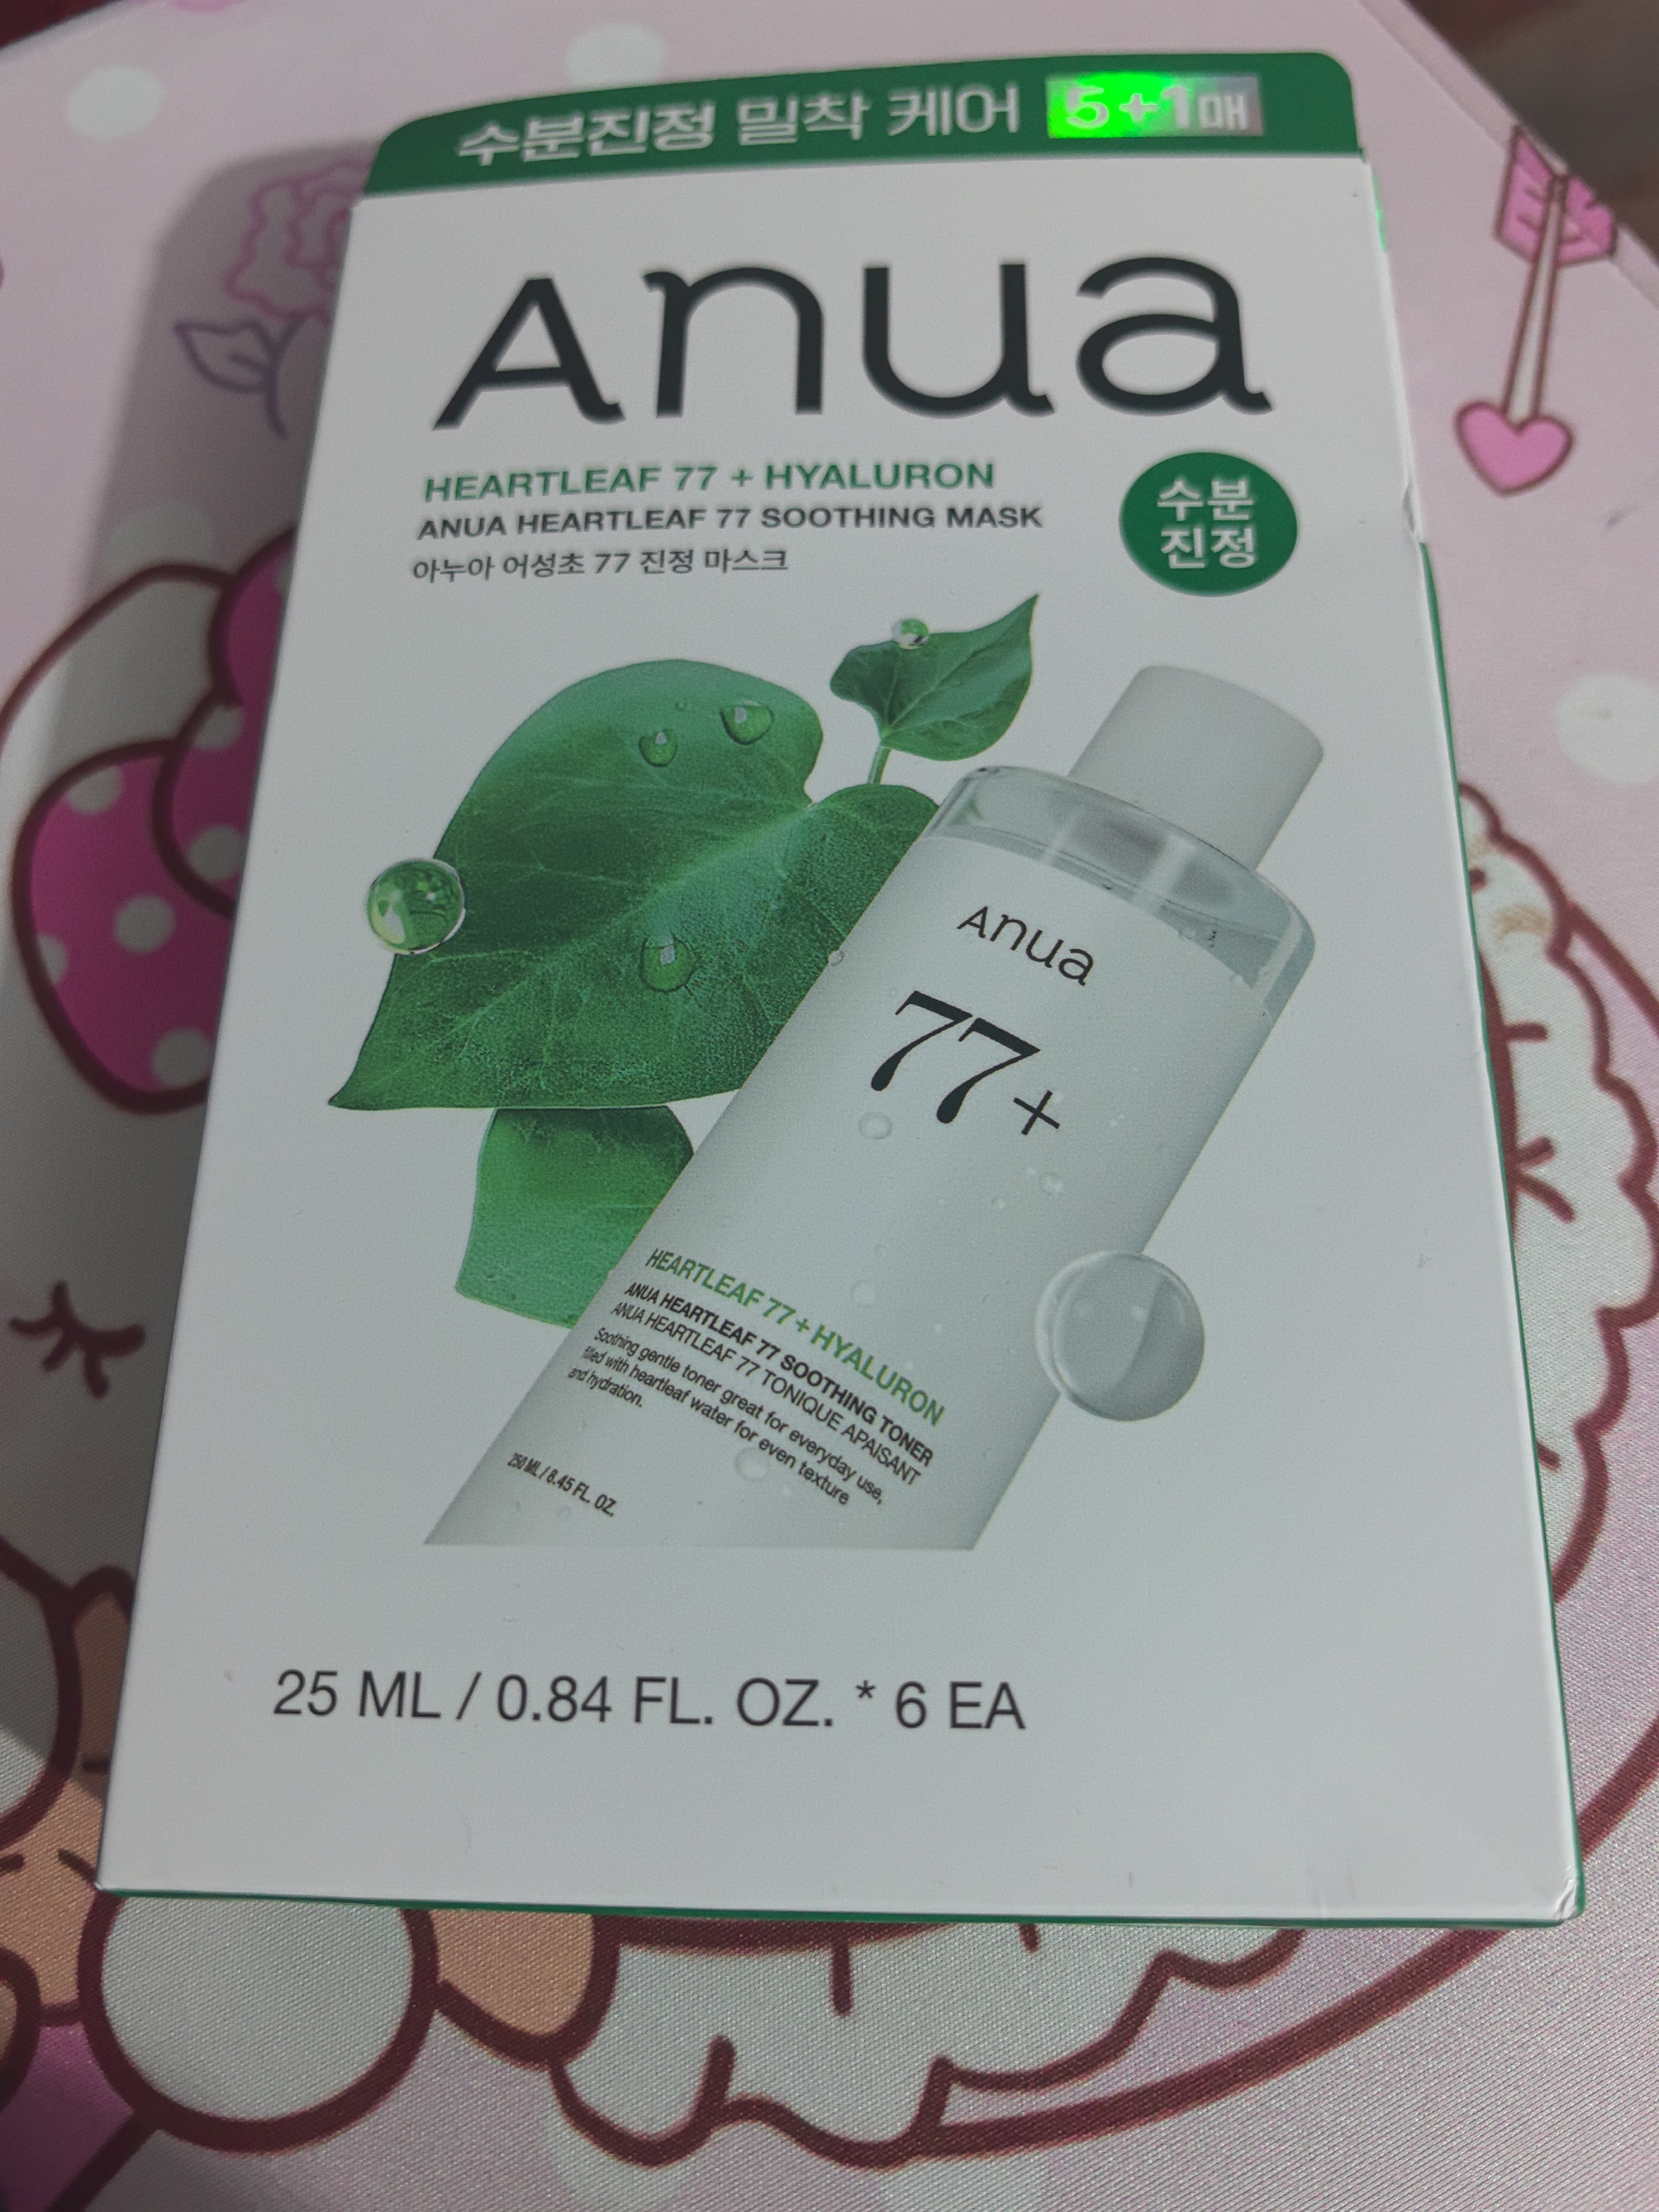 수분진정 밀착 케어 5+1매
Anua
HEARTLEAF 77 + HYALURON
ANUA HEARTLEAF 77 SOOTHING MASK
아누아 어성초 77 진정 마스크
수분
진정
Anua
77+
HEARTLEAF 77 + HYALURON
ANUA HEARTLEAF 77 SOOTHING TONER
ANUA HEARTLEAF 77 TONIQUE APAISANT
Soothing gentle toner great for everyday use,
filled with heartleaf water for even texture
and hydration.
250 ML / 8.45 FL. OZ.
25 ML / 0.84 FL. OZ. * 6 EA